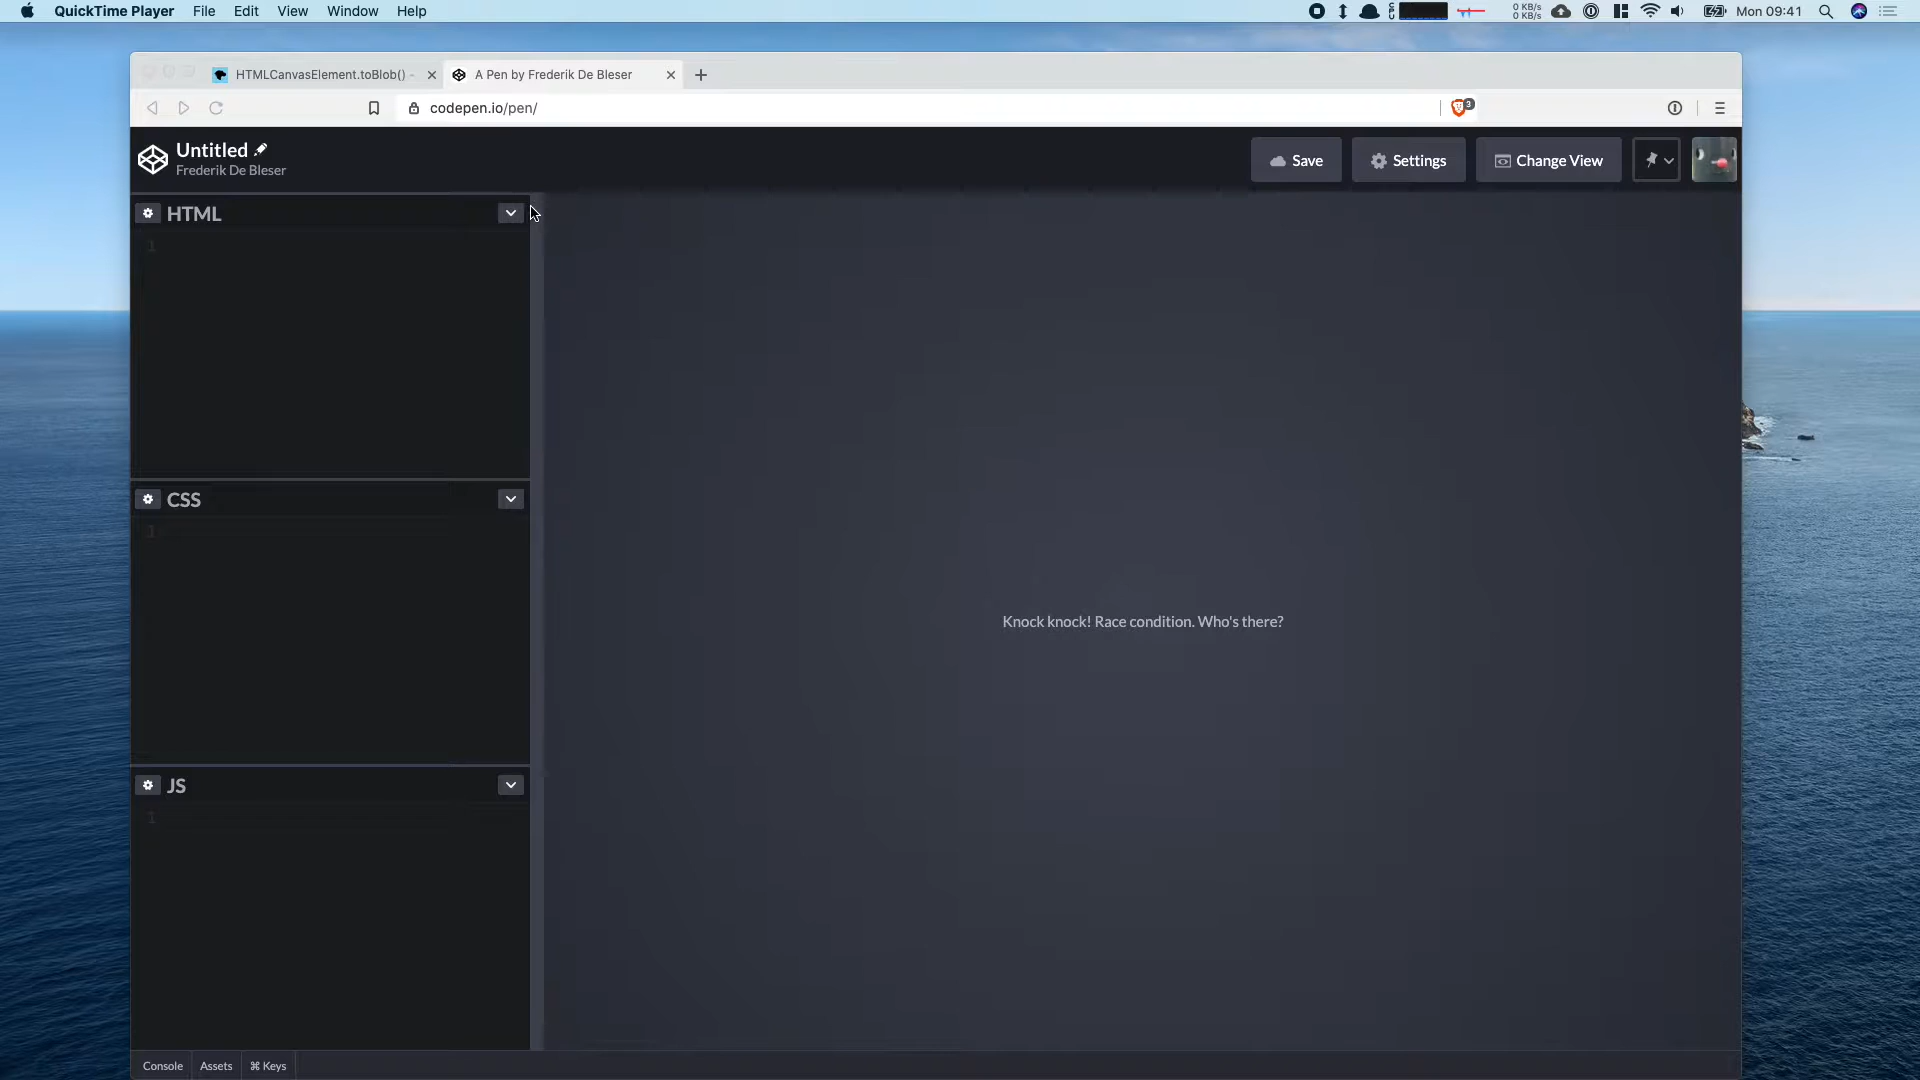 QuickTime Player File Edit View Window Help
CPU
0 KB/s
0 KB/s
Mon 09:41
HTMLCanvasElement.toBlob() -
A Pen by Frederik De Bleser
codepen.io/pen/
3
Untitled
Frederik De Bleser
Save
Settings
Change View
HTML
1
CSS
1
JS
1
Knock knock! Race condition. Who's there?
Console
Assets
⌘ Keys